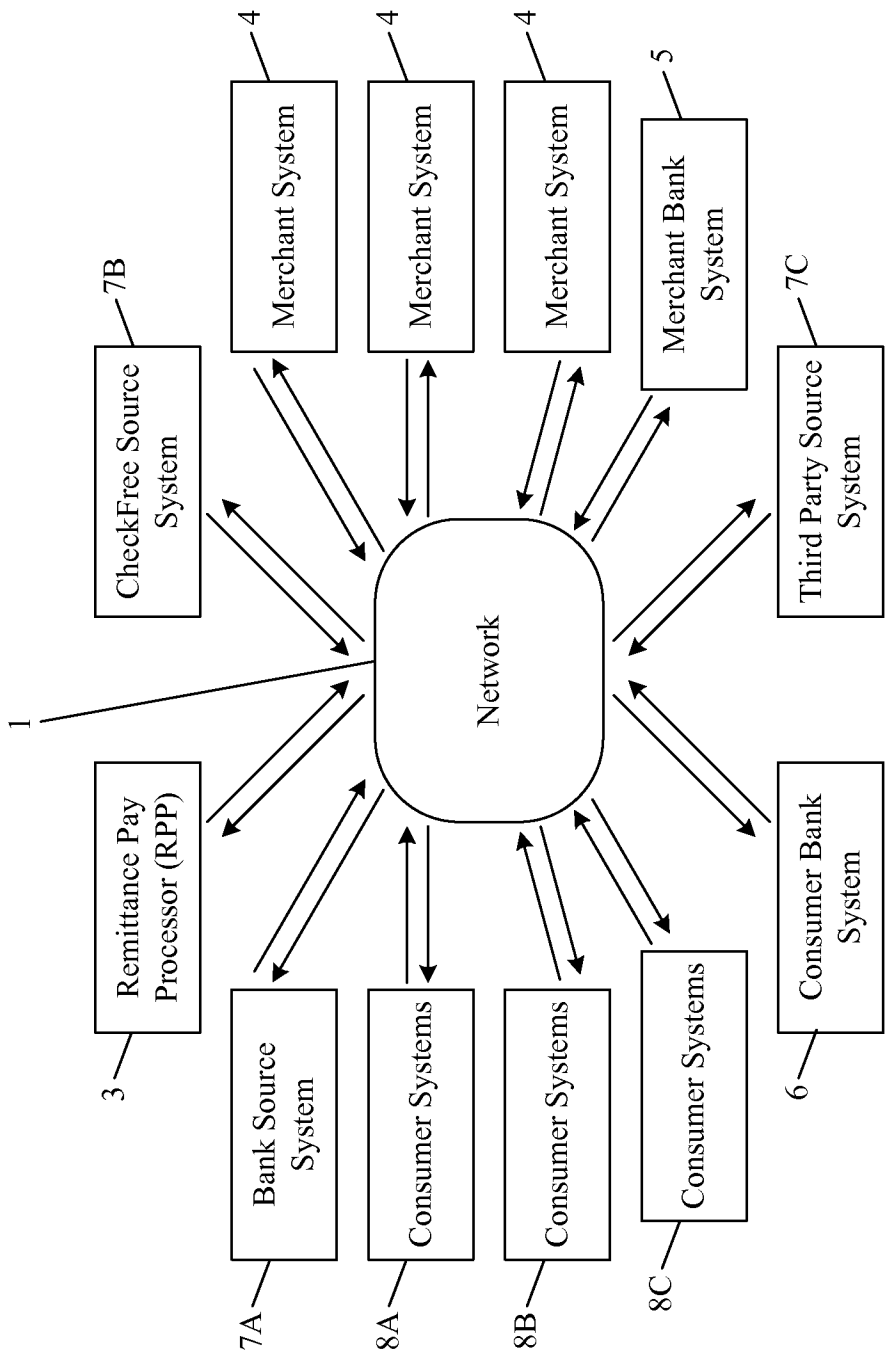 1
3
Remittance Pay
Processor (RPP)
7B
CheckFree Source
System
7A
Bank Source
System
4
Merchant System
8A
Consumer Systems
4
Merchant System
Network
8B
Consumer Systems
4
Merchant System
8C
Consumer Systems
5
Merchant Bank
System
6
Consumer Bank
System
7C
Third Party Source
System